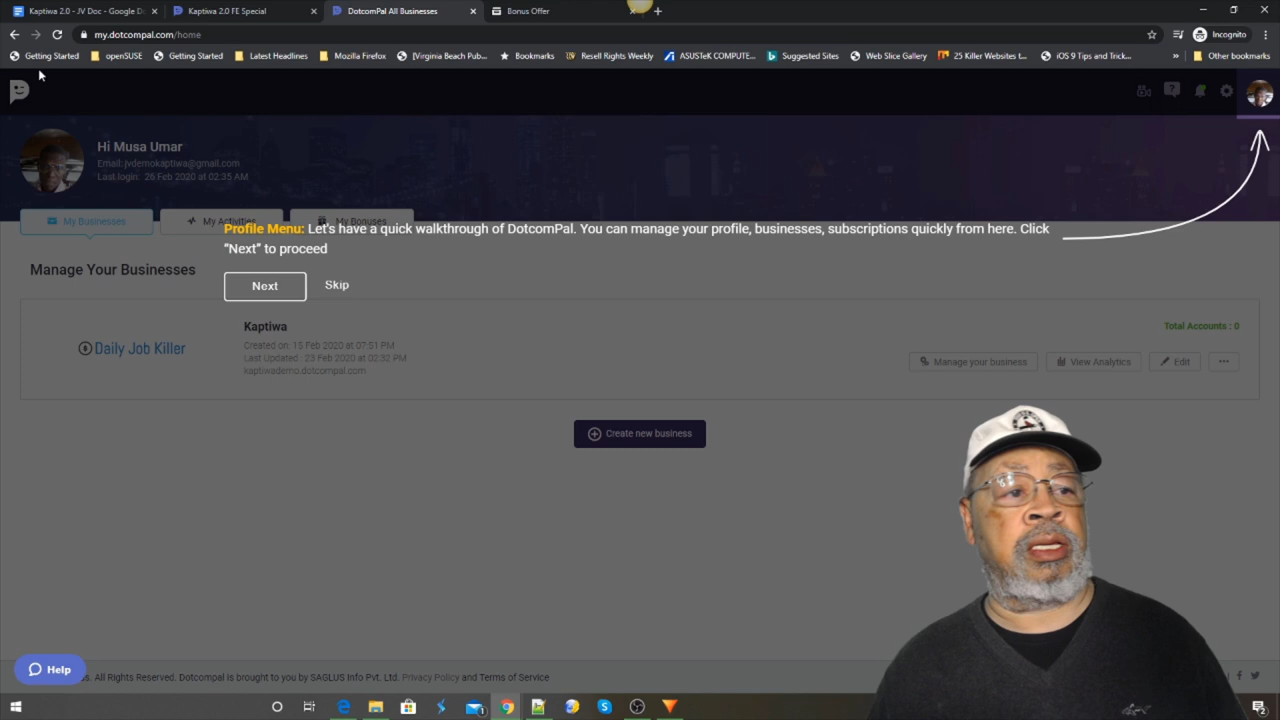 Kaptiwa 2.0 - JV Doc - Google D
Kaptiwa 2.0 FE Special
DotcomPal All Businesses
Bonus Offer
my.dotcompal.com/home
Incognito
Getting Started
openSUSE
Getting Started
Latest Headlines
Mozilla Firefox
[Virginia Beach Pub...
Bookmarks
Resell Rights Weekly
ASUSTeK COMPUTE...
Suggested Sites
Web Slice Gallery
25 Killer Websites t...
iOS 9 Tips and Trick...
Other bookmarks
Hi Musa Umar
Email: jvdemokaptiwa@gmail.com
Last login: 26 Feb 2020 at 02:35 AM
My Businesses
My Activities
My Bonuses
Profile Menu: Let's have a quick walkthrough of DotcomPal. You can manage your profile, businesses, subscriptions quickly from here. Click
"Next" to proceed
Next
Skip
Manage Your Businesses
Daily Job Killer
Kaptiwa
Created on: 15 Feb 2020 at 07:51 PM
Last Updated : 23 Feb 2020 at 02:32 PM
kaptiwademo.dotcompal.com
Total Accounts : 0
Manage your business
View Analytics
Edit
Create new business
Help
s. All Rights Reserved. Dotcompal is brought to you by SAGLUS Info Pvt. Ltd. Privacy Policy and Terms of Service